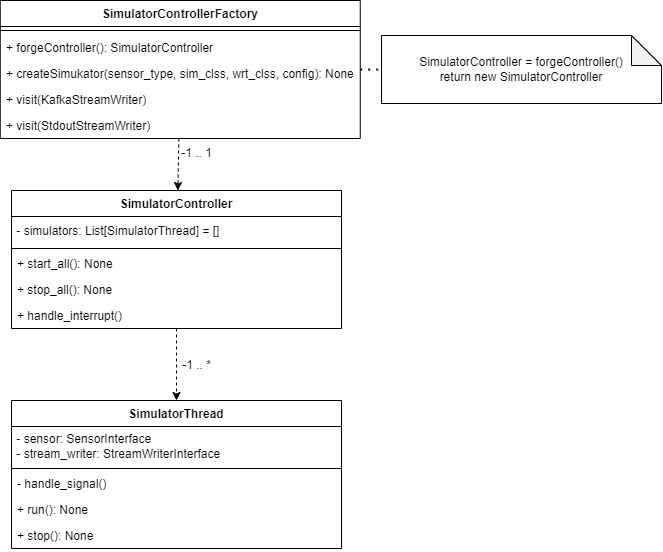 SimulatorControllerFactory
+ forgeController(): SimulatorController
+ createSimukator(sensor_type, sim_clss, wrt_clss, config): None
+ visit(KafkaStreamWriter)
+ visit(StdoutStreamWriter)
SimulatorController = forgeController()
return new SimulatorController
-1 .. 1
SimulatorController
- simulators: List[SimulatorThread] = []
+ start_all(): None
+ stop_all(): None
+ handle_interrupt()
-1 .. *
SimulatorThread
- sensor: SensorInterface
- stream_writer: StreamWriterInterface
- handle_signal()
+ run(): None
+ stop(): None